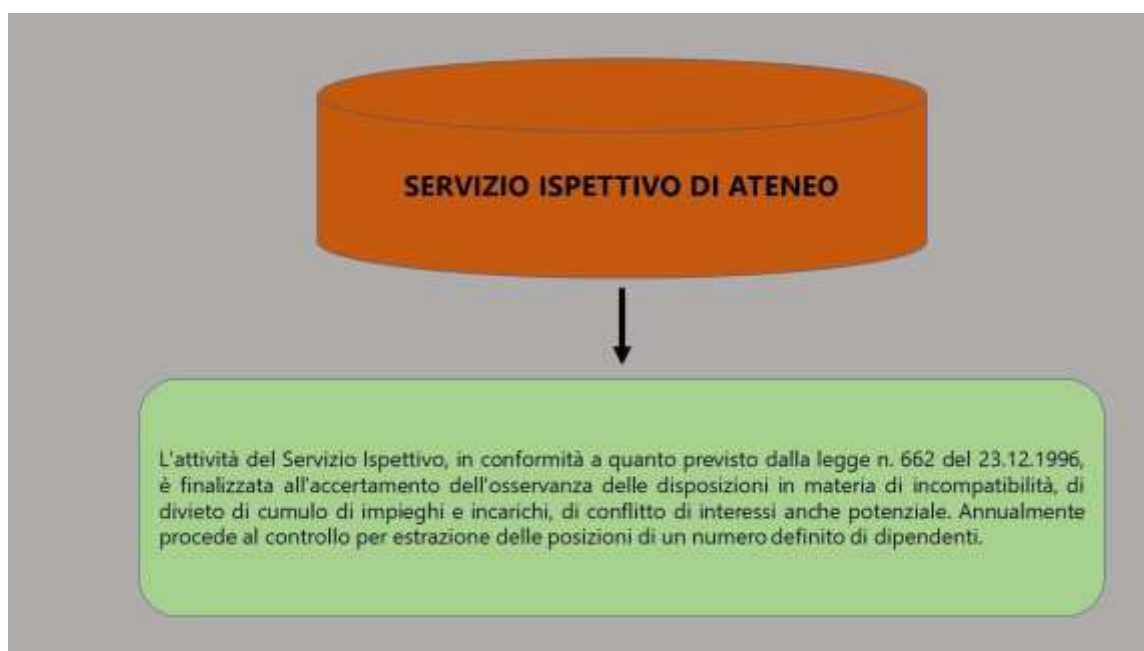 SERVIZIO ISPETTIVO DI ATENEO
L'attività del Servizio Ispettivo, in conformità a quanto previsto dalla legge n. 662 del 23.12.1996,
è finalizzata all'accertamento dell'osservanza delle disposizioni in materia di incompatibilità, di
divieto di cumulo di impieghi e incarichi, di conflitto di interessi anche potenziale. Annualmente
procede al controllo per estrazione delle posizioni di un numero definito di dipendenti.